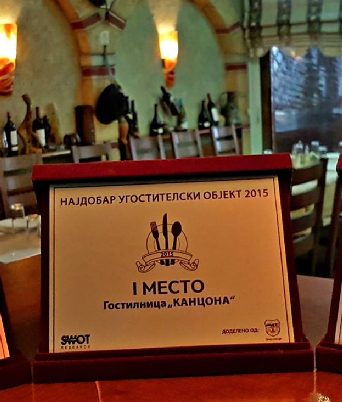 НАЈДОБАР УГОСТИТЕЛСКИ ОБЈЕКТ 2015
2015
I МЕСТО
Гостилница „КАНЦОНА“
SWOT
RESEARCH
ДОДЕЛЕНО ОД: